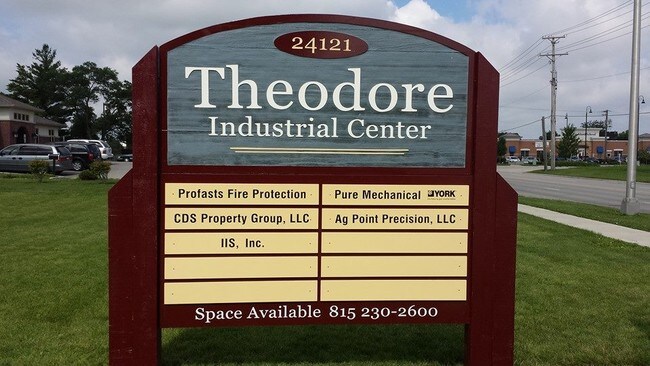 24121
Theodore
Industrial Center
Profasts Fire Protection
Pure Mechanical YORK
CDS Property Group, LLC
Ag Point Precision, LLC
IIS, Inc.
Space Available 815 230-2600